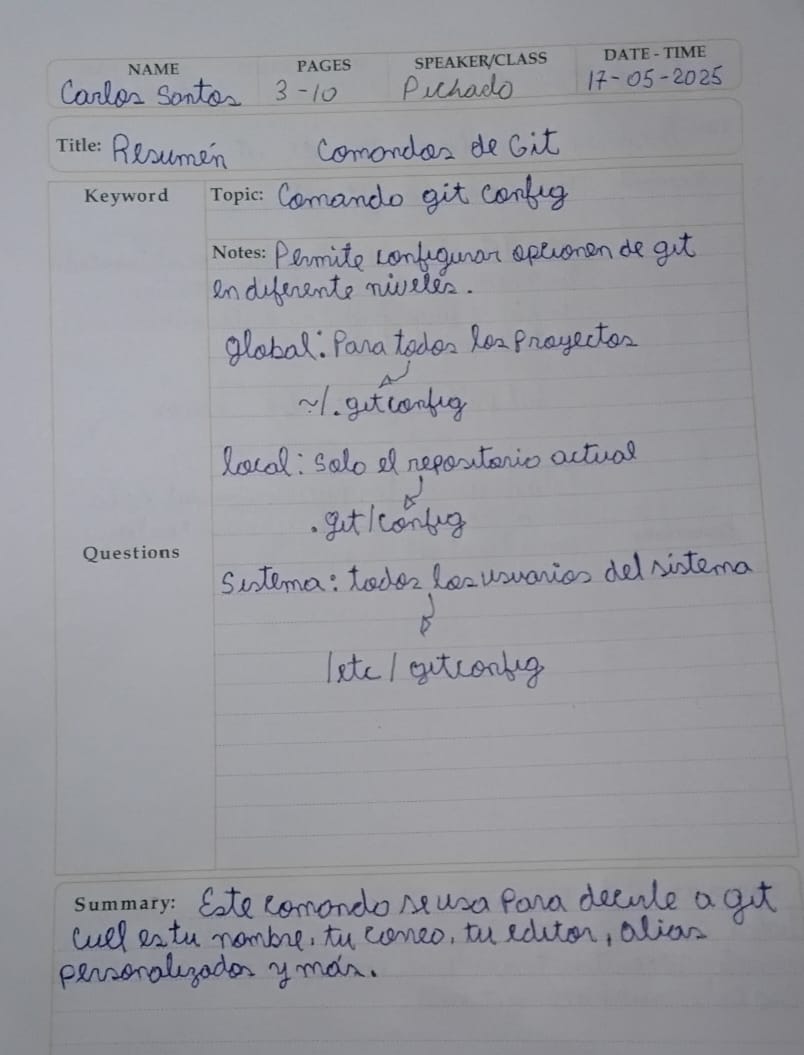 NAME PAGES SPEAKER/CLASS DATE - TIME
Carlos Santos 3-10 Pichado 17-05-2025
Title: Resumén Comandos de Git
Keyword Topic: Comando git config
Notes: Permite configurar opciones de git
en diferente niveles.
global: Para todos los proyectos
~/.gitconfig
local: Solo el repositorio actual
.git/config
Questions
Sistema: todos los usuarios del sistema
/etc/gitconfig
Summary: Este comando se usa Para decirle a git
cuál es tu nombre, tu correo, tu editor, alias
personalizados y más.